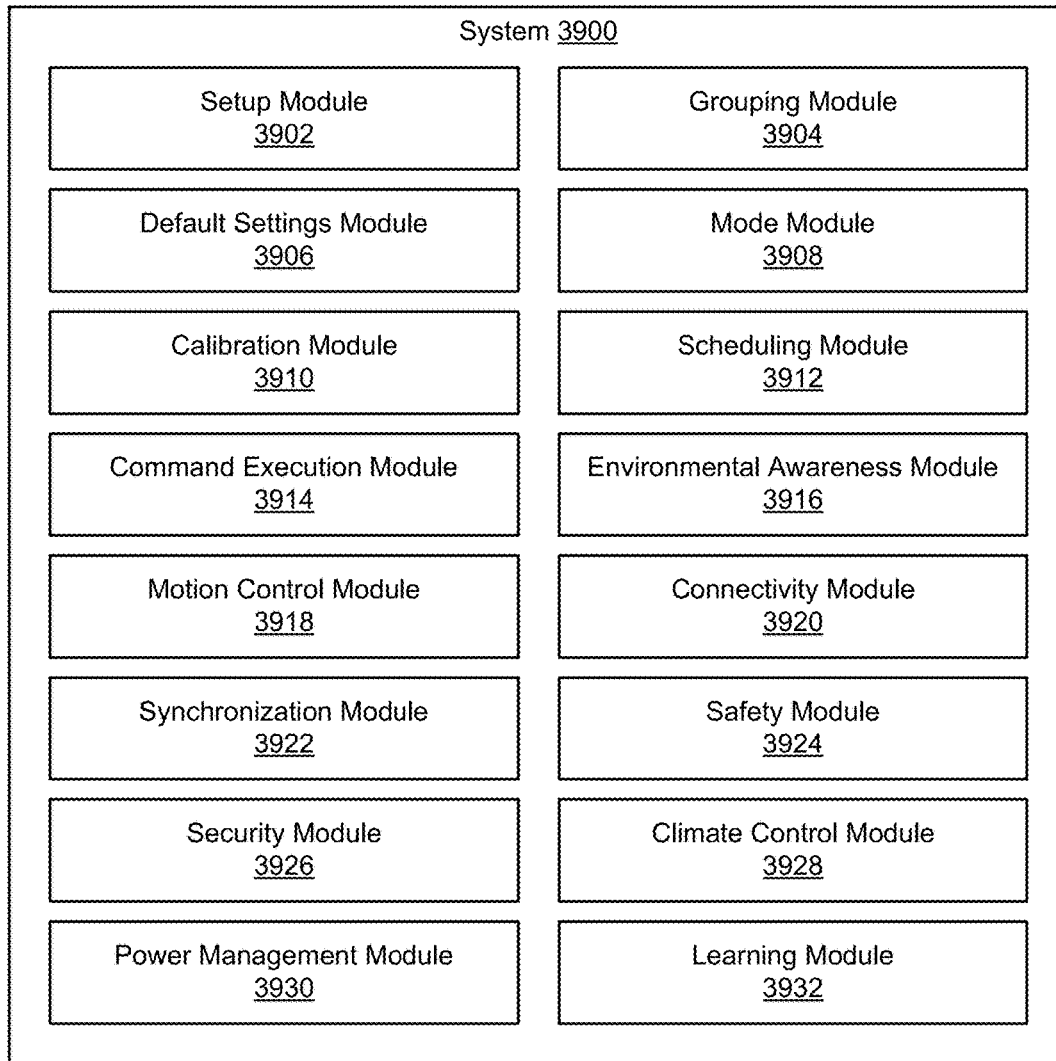 System 3900
Setup Module
3902
Grouping Module
3904
Default Settings Module
3906
Mode Module
3908
Calibration Module
3910
Scheduling Module
3912
Command Execution Module
3914
Environmental Awareness Module
3916
Motion Control Module
3918
Connectivity Module
3920
Synchronization Module
3922
Safety Module
3924
Security Module
3926
Climate Control Module
3928
Power Management Module
3930
Learning Module
3932